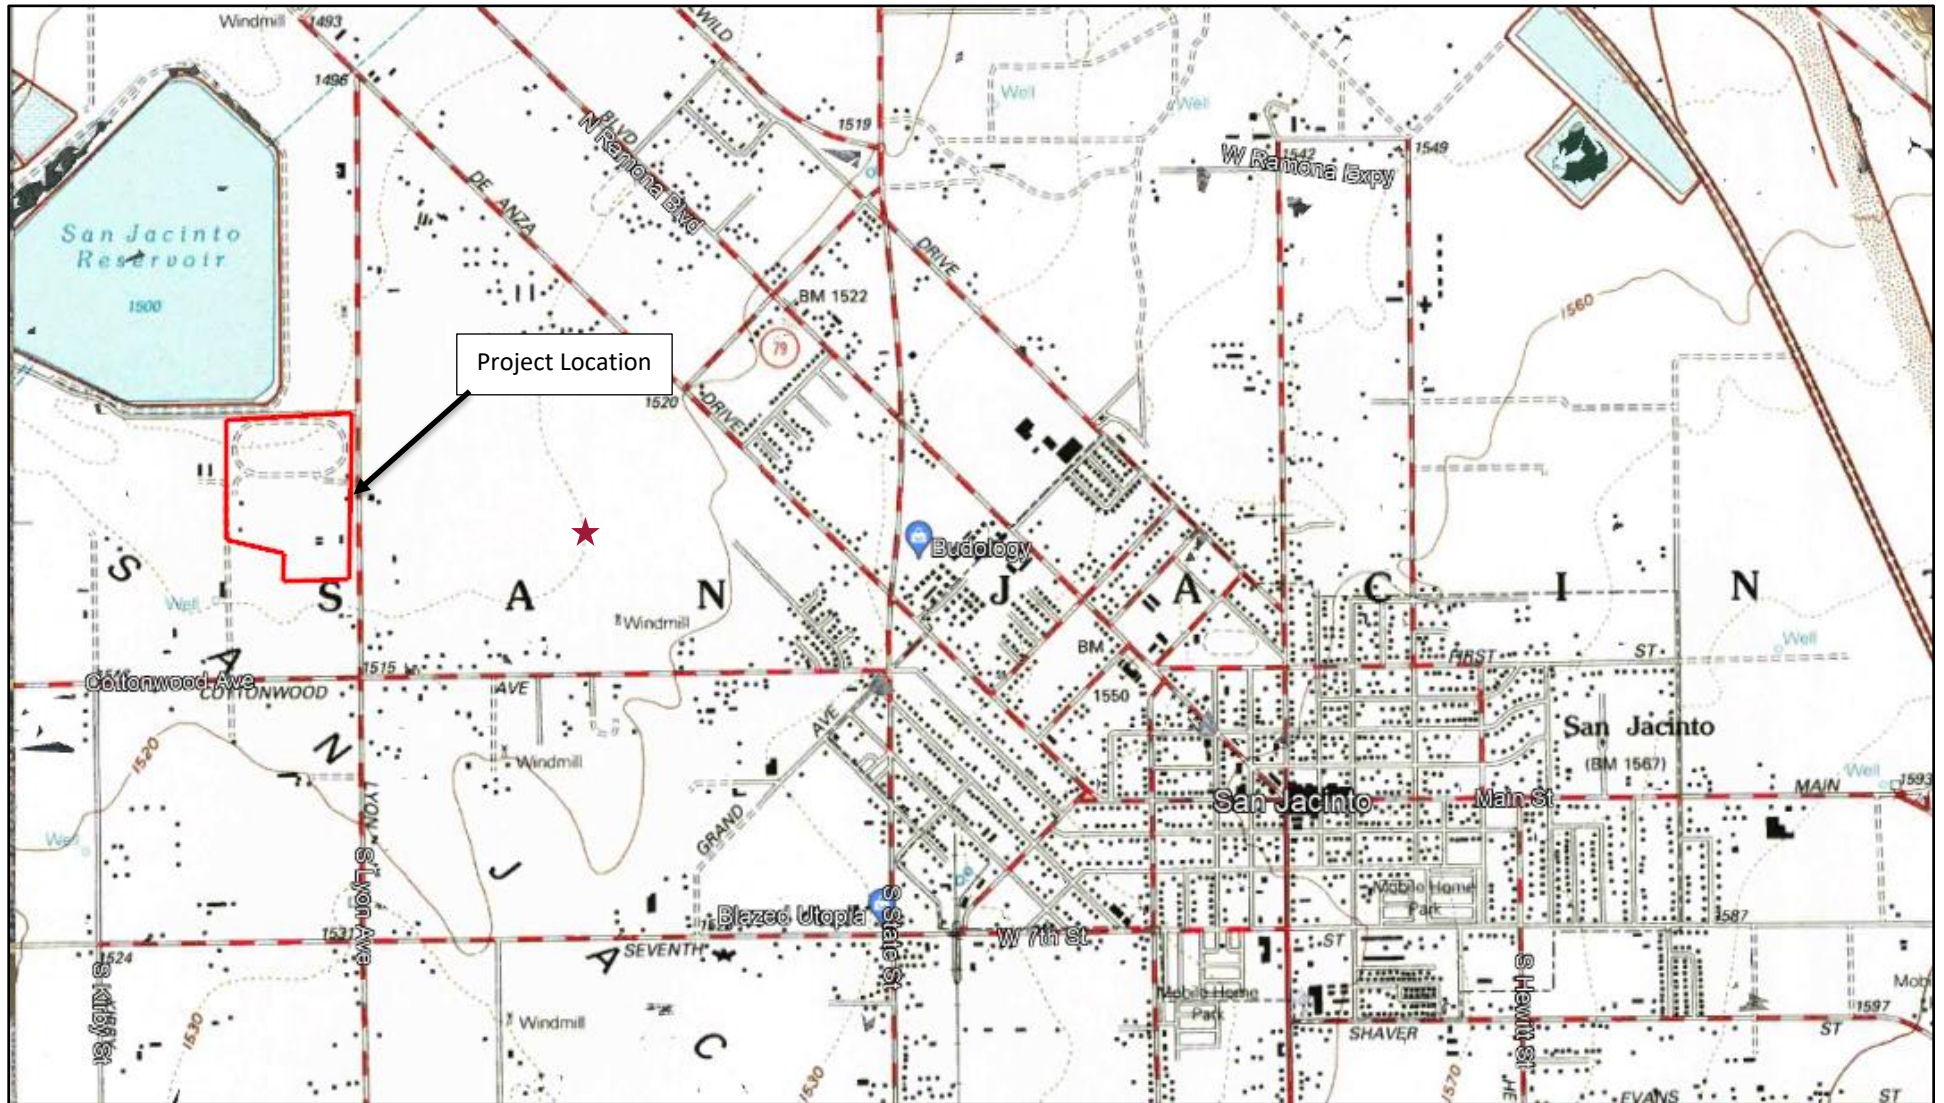 Windmill
1493
WILD
1496
Well
Well
1519
BLVD
N Ramona Blvd
1542
W Ramona Expy
1549
DE ANZA
San Jacinto
Reservoir
1500
DRIVE
BM 1522
1560
Project Location
79
1520
DRIVE
Budology
S A N J A C I N
S A N J A C
Well
Windmill
BM
Well
1515
FIRST ST
Cottonwood Ave
COTTONWOOD AVE
1550
San Jacinto
(BM 1567)
1520
AVE
Windmill
LYON
Well
1593
MAIN
San Jacinto
Main St
GRAND
Well
S Lyon Ave
Mobile Home
Park
Blazed Utopia
S State St
1587
1531
W 7th St
ST
SEVENTH
1524
S Kirby St
KIRBY
S Hewitt St
Mobile Home
Park
Mobi
1597
Windmill
SHAVER ST
1530
1530
1570
HE
EVANS ST